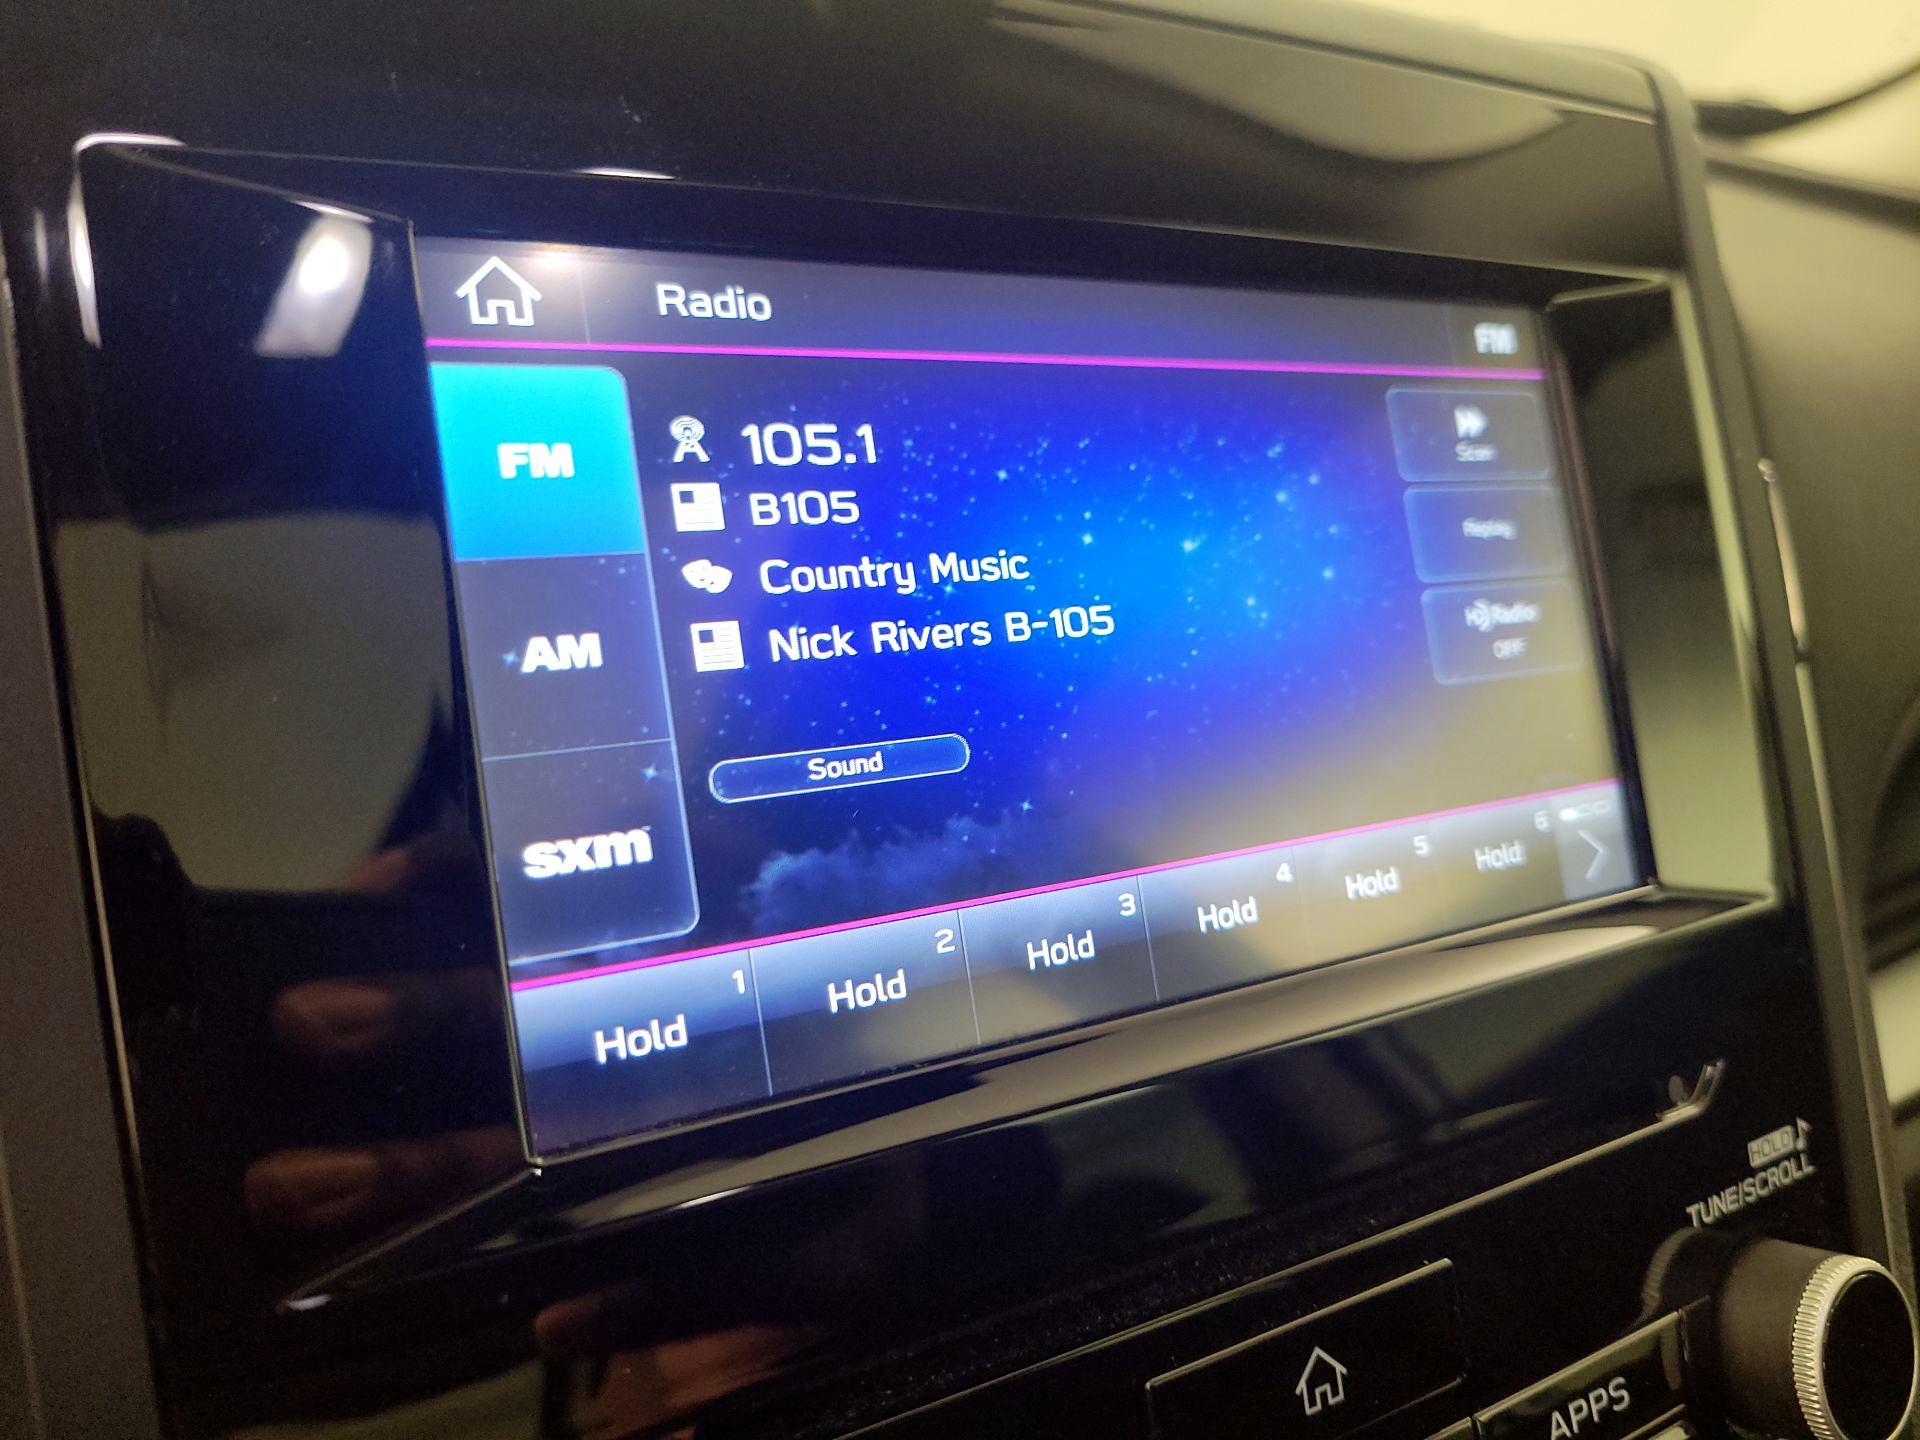 Radio
FM
FM
AM
sxm
105.1
B105
Country Music
Nick Rivers B-105
Sound
Scan
Replay
HD Radio
OFF
1
Hold
2
Hold
3
Hold
4
Hold
5
Hold
6
Hold
HOLD
TUNE/SCROLL
APPS